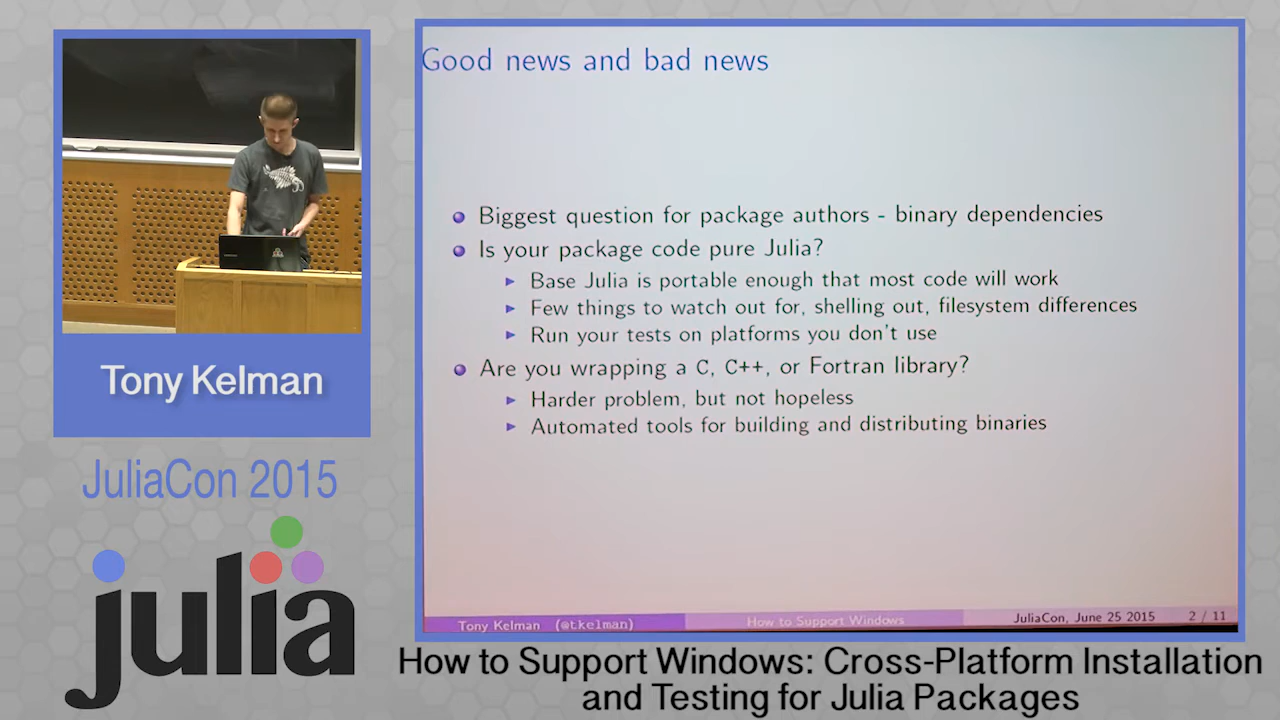 Good news and bad news
Biggest question for package authors - binary dependencies
Is your package code pure Julia?
Base Julia is portable enough that most code will work
Few things to watch out for, shelling out, filesystem differences
Run your tests on platforms you don't use
Are you wrapping a C, C++, or Fortran library?
Harder problem, but not hopeless
Automated tools for building and distributing binaries
Tony Kelman (@tkelman) How to Support Windows JuliaCon, June 25 2015 2 / 11
Tony Kelman
JuliaCon 2015
julia
How to Support Windows: Cross-Platform Installation
and Testing for Julia Packages